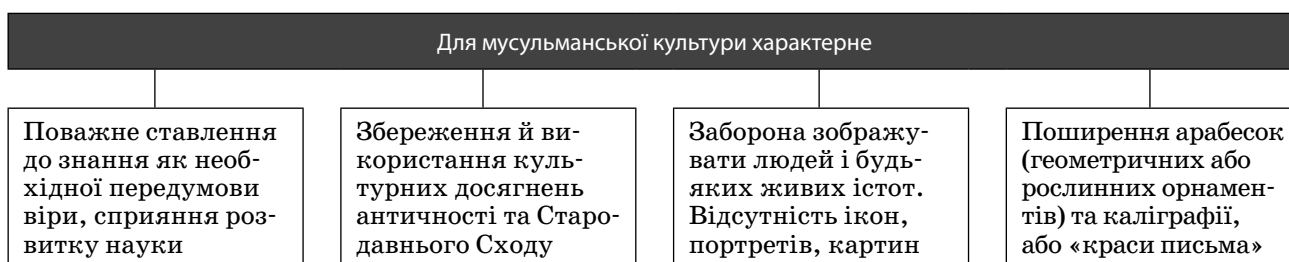 Для мусульманської культури характерне
Поважне ставлення
до знання як необ-
хідної передумови
віри, сприяння роз-
витку науки
Збереження й ви-
користання куль-
турних досягнень
античності та Старо-
давнього Сходу
Заборона зображу-
вати людей і будь-
яких живих істот.
Відсутність ікон,
портретів, картин
Поширення арабесок
(геометричних або
рослинних орнамен-
тів) та каліграфії,
або «краси письма»